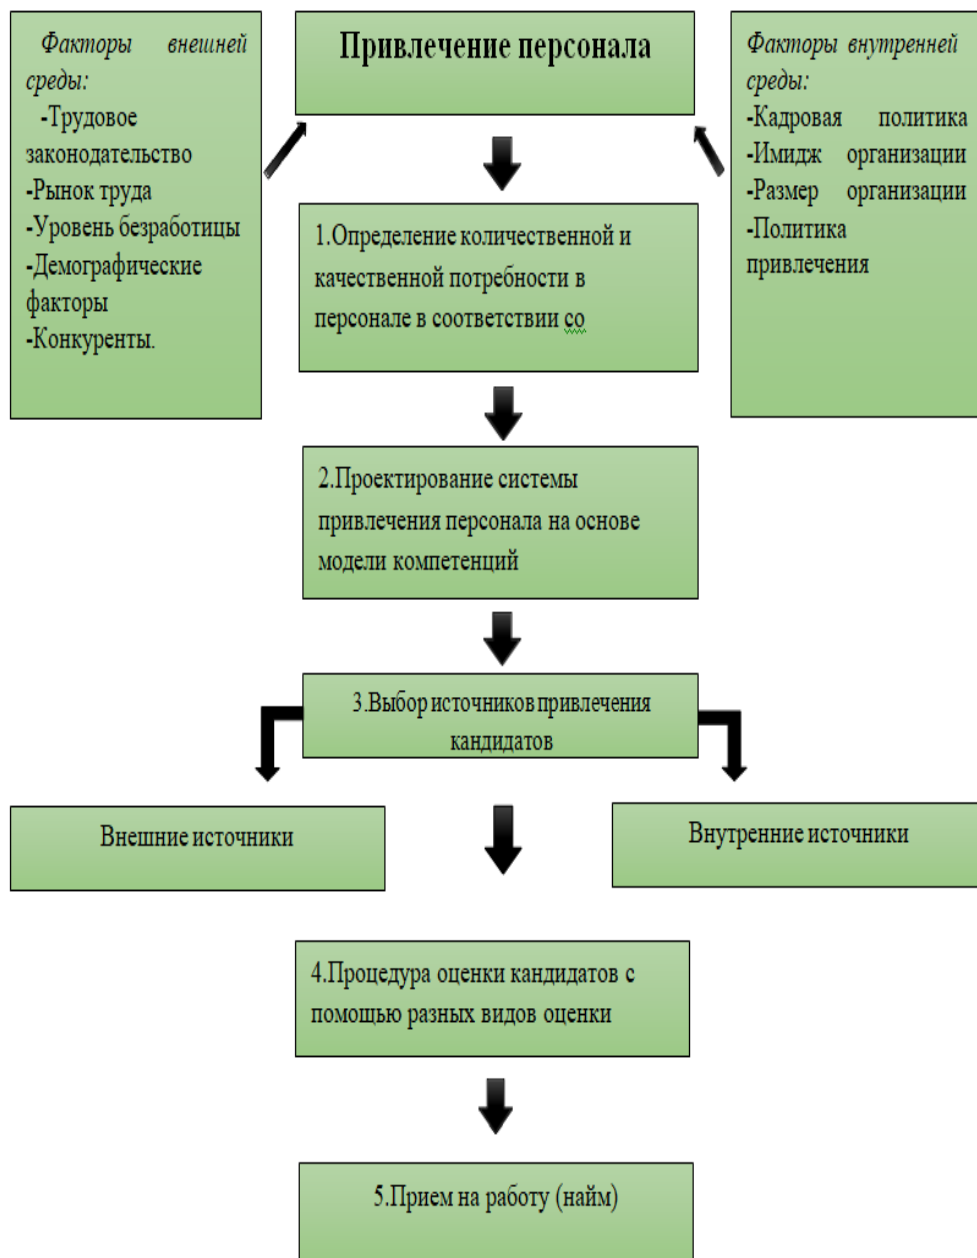 Факторы внешней
среды:
-Трудовое
законодательство
-Рынок труда
-Уровень безработицы
-Демографические
факторы
-Конкуренты.
Привлечение персонала
Факторы внутренней
среды:
-Кадровая политика
-Имидж организации
-Размер организации
-Политика
привлечения
1.Определение количественной и
качественной потребности в
персонале в соответствии со
2.Проектирование системы
привлечения персонала на основе
модели компетенций
3.Выбор источников привлечения
кандидатов
Внешние источники
Внутренние источники
4.Процедура оценки кандидатов с
помощью разных видов оценки
5.Прием на работу (найм)